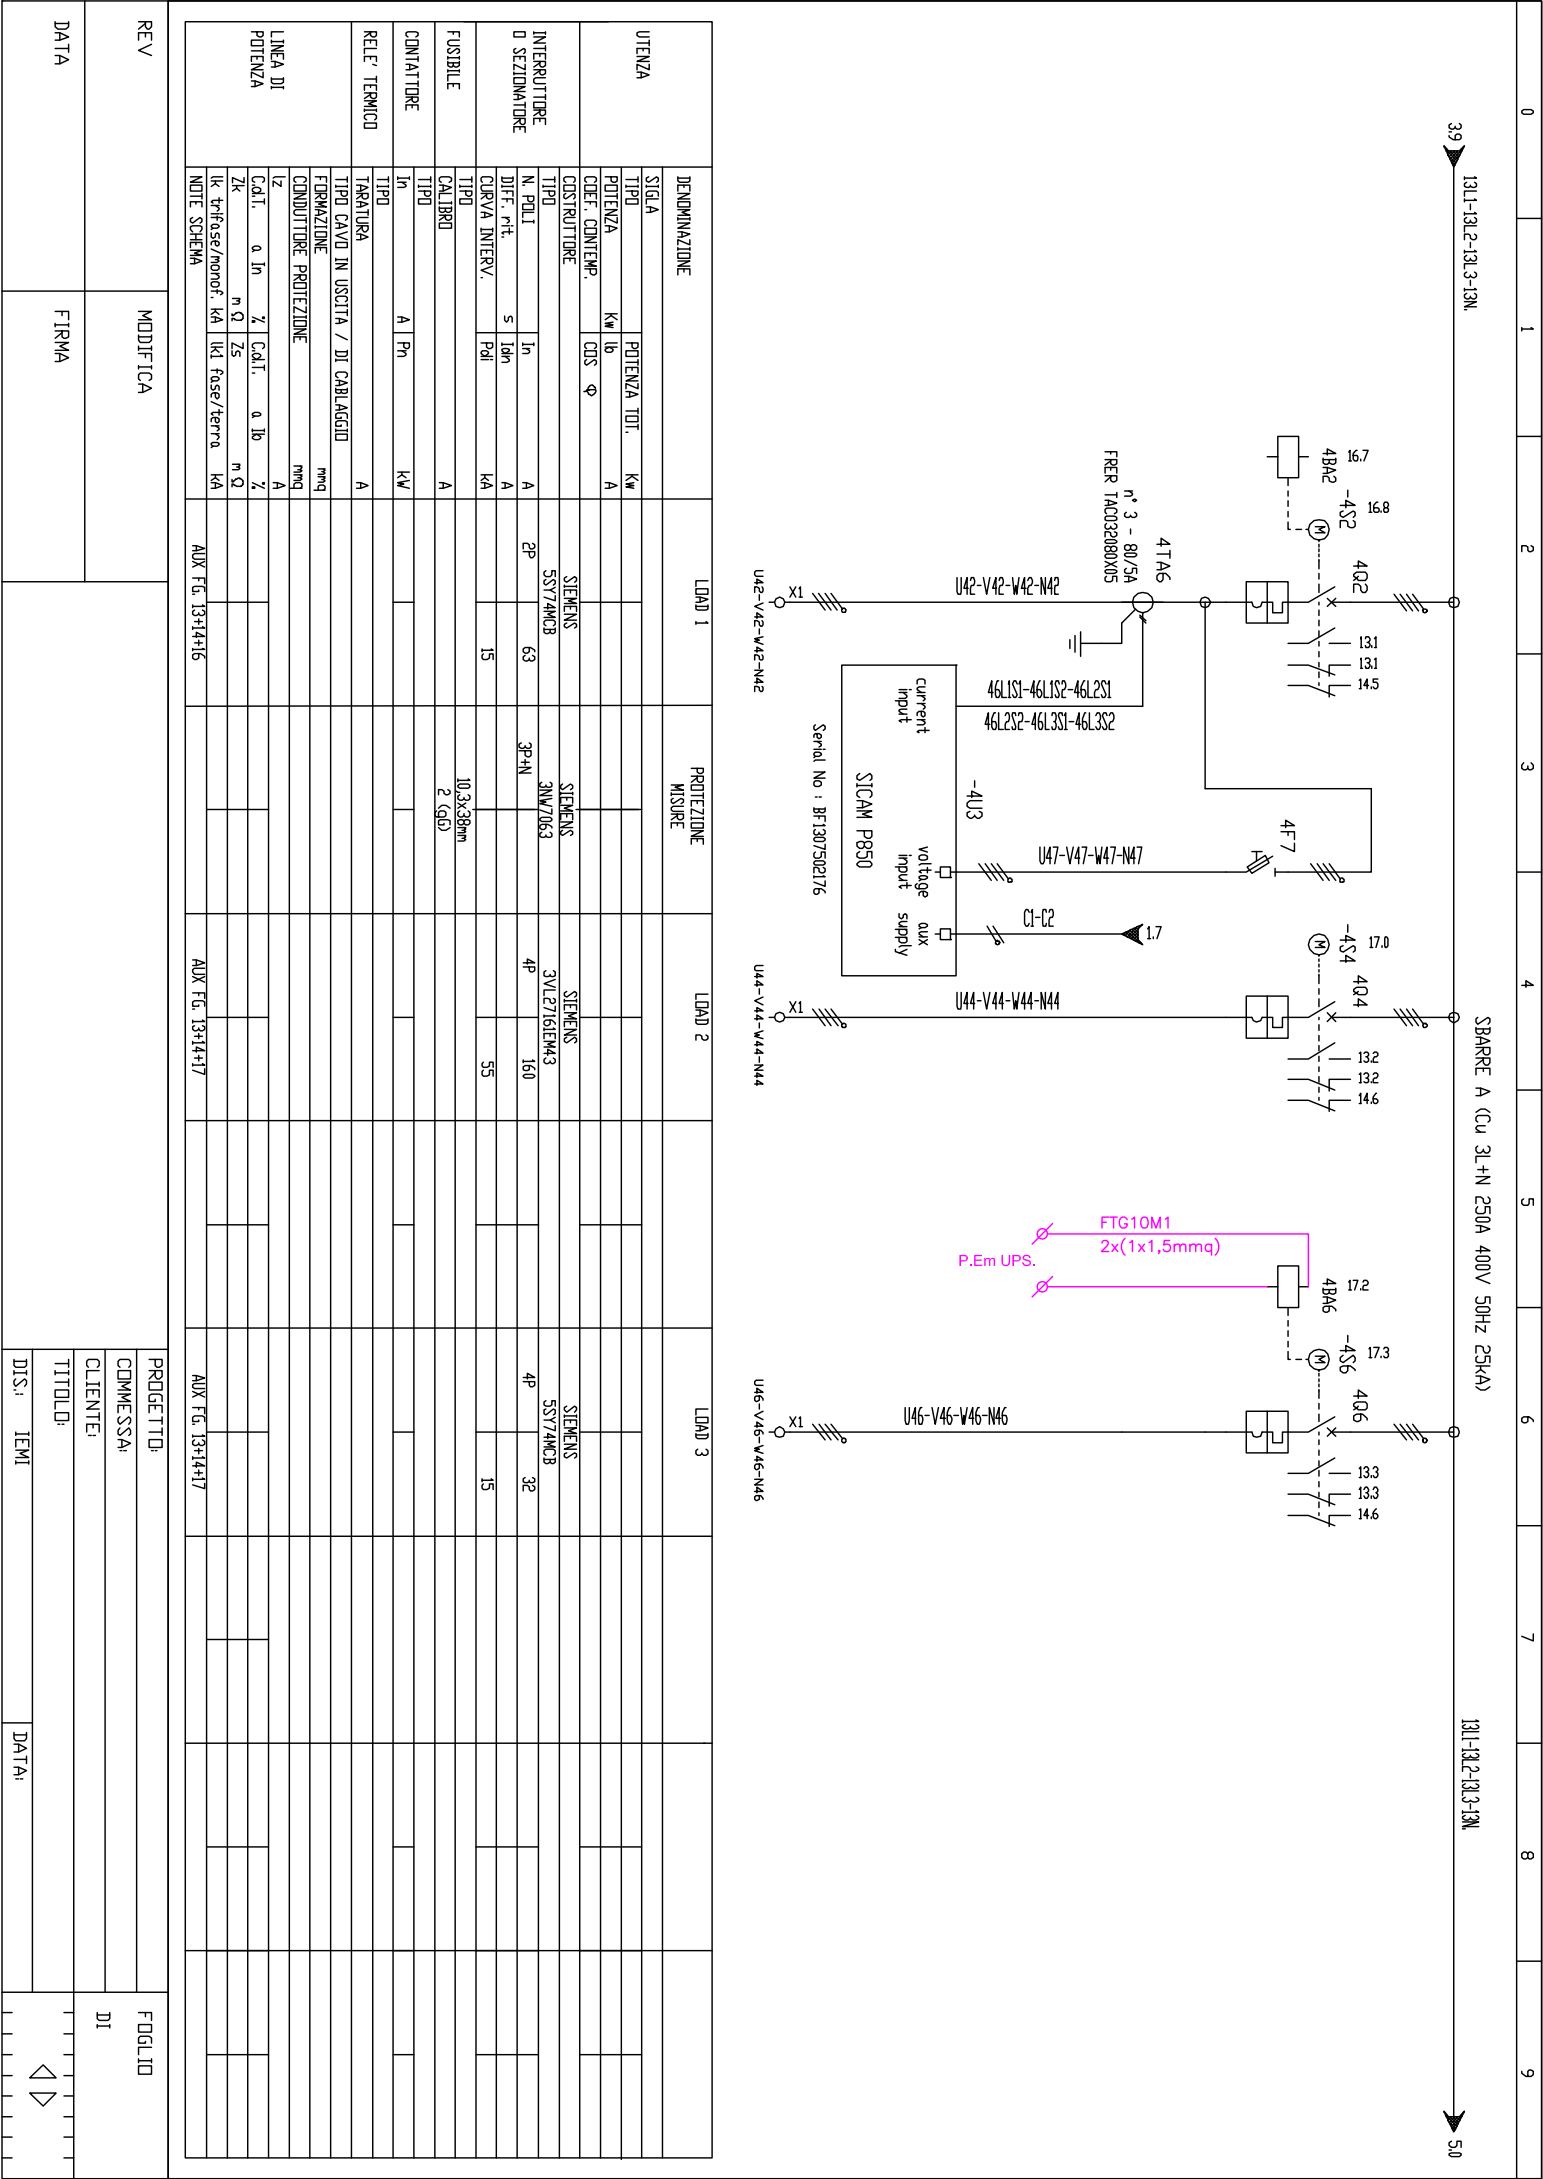 0 1 2 3 4 5 6 7 8 9
3.9
13L1-13L2-13L3-13N.
SBARRE A (Cu 3L+N 250A 400V 50Hz 25kA)
13L1-13L2-13L3-13N.
5.0
16.7
4BA2
16.8
-4S2
4Q2
13.1
13.1
14.5
4TA6
n° 3 - 80/5A
FRER TAC032080X05
U42-V42-W42-N42
46L1S1-46L1S2-46L2S1
46L2S2-46L3S1-46L3S2
X1
U42-V42-W42-N42
4F7
U47-V47-W47-N47
C1-C2
1.7
-4U3
SICAM P850
current
input
voltage
input
aux
supply
Serial No : BF1307502176
17.0
-4S4
4Q4
13.2
13.2
14.6
U44-V44-W44-N44
X1
U44-V44-W44-N44
17.2
4BA6
17.3
-4S6
4Q6
13.3
13.3
14.6
FTG10M1
2x(1x1,5mmq)
P.Em UPS.
U46-V46-W46-N46
X1
U46-V46-W46-N46
DENOMINAZIONE LOAD 1 PROTEZIONE
MISURE LOAD 2 LOAD 3
UTENZA
SIGLA
TIPO POTENZA TOT. Kw
POTENZA Kw Ib A
COEF. CONTEMP. COS φ
INTERRUTTORE
O SEZIONATORE
COSTRUTTORE SIEMENS SIEMENS SIEMENS SIEMENS
TIPO 5SY74MCB 3NW7063 3VL27161EM43 5SY74MCB
N. POLI In A 2P 63 3P+N 4P 160 4P 32
DIFF. rit. s Idn A
CURVA INTERV. Pdi kA 15 55 15
FUSIBILE
TIPO 10,3x38mm
CALIBRO A 2 (gG)
CONTATTORE
TIPO
In A Pn kW
RELE' TERMICO
TIPO
TARATURA A
LINEA DI
POTENZA
TIPO CAVO IN USCITA / DI CABLAGGIO
FORMAZIONE mmq
CONDUTTORE PROTEZIONE mmq
Iz A
C.d.T. a In % C.d.T. a Ib %
Zk m Ω Zs m Ω
Ik trifase/monof. kA Ik1 fase/terra kA
NOTE SCHEMA AUX FG. 13+14+16 AUX FG. 13+14+17 AUX FG. 13+14+17
REV MODIFICA
DATA FIRMA
PROGETTO:
COMMESSA:
CLIENTE:
TITOLO:
DIS.: IEMI DATA:
FOGLIO
DI